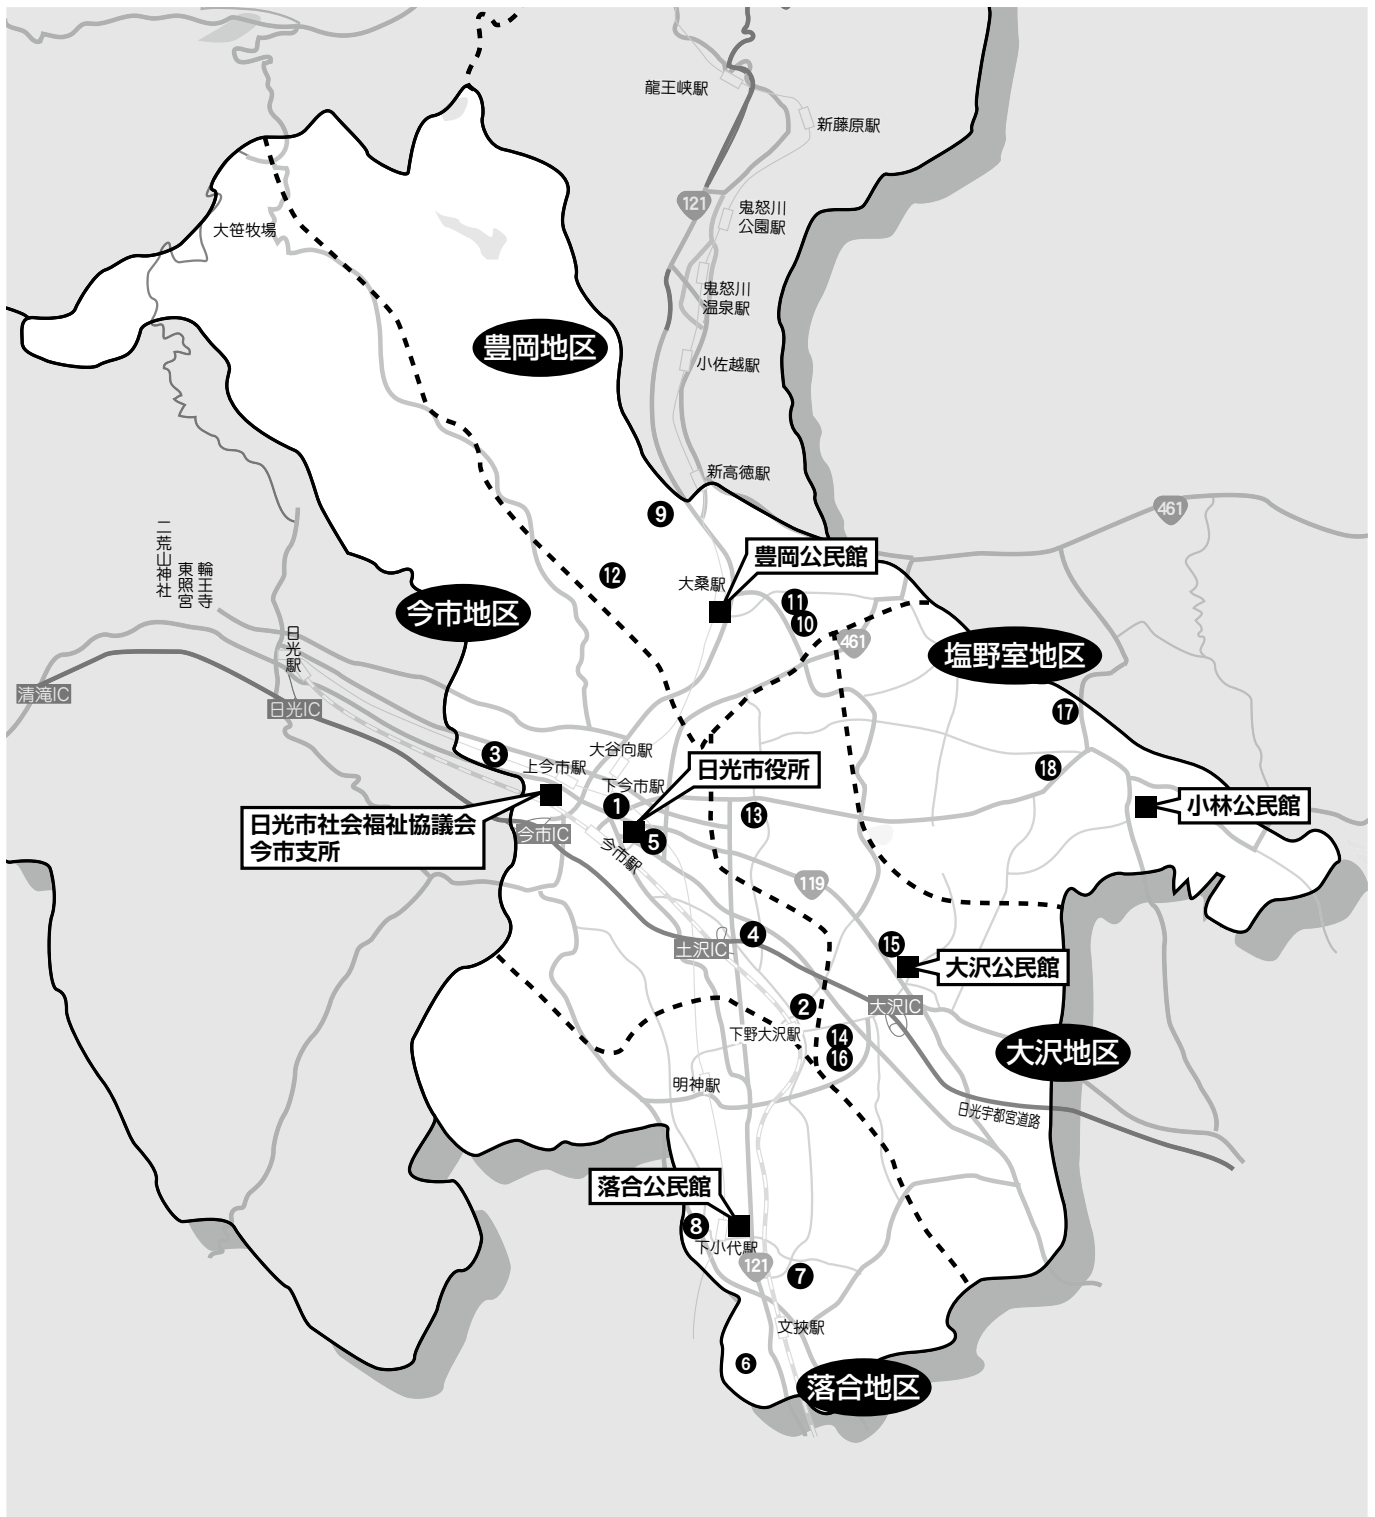 龍王峡駅
新藤原駅
121
鬼怒川
公園駅
大笹牧場
鬼怒川
温泉駅
豊岡地区
小佐越駅
新高徳駅
461
9
二荒山神社
東照宮
輪王寺
豊岡公民館
12
大桑駅
11
10
今市地区
日光駅
461
塩野室地区
清滝IC
日光IC
17
3
大谷向駅
上今市駅
日光市役所
18
下今市駅
1
13
小林公民館
日光市社会福祉協議会
今市支所
今市IC
5
今市駅
119
4
土沢IC
15
大沢公民館
2
大沢IC
下野大沢駅
14
16
大沢地区
明神駅
日光宇都宮道路
落合公民館
8
下小代駅
121
7
文挾駅
6
落合地区